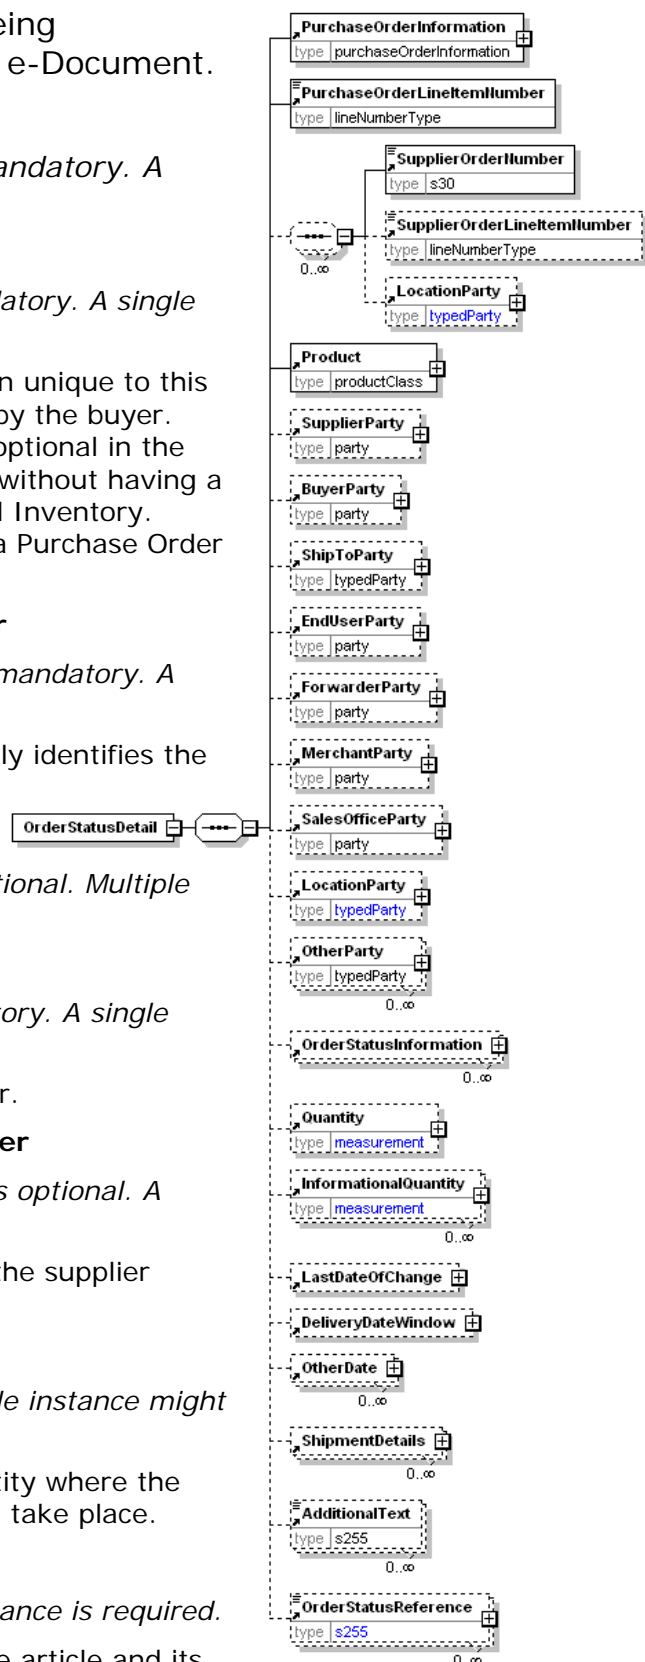 eing
e-Document.
andatory. A
latory. A single
n unique to this
by the buyer.
optional in the
without having a
l Inventory.
a Purchase Order
r
mandatory. A
ly identifies the
tional. Multiple
ory. A single
r.
er
s optional. A
the supplier
le instance might
tity where the
take place.
ance is required.
e article and its
PurchaseOrderInformation
type purchaseOrderInformation
PurchaseOrderLineItemNumber
type lineNumberType
SupplierOrderNumber
type s30
SupplierOrderLineItemNumber
type lineNumberType
0..∞
LocationParty
type typedParty
Product
type productClass
SupplierParty
type party
BuyerParty
type party
ShipToParty
type typedParty
EndUserParty
type party
ForwarderParty
type party
MerchantParty
type party
OrderStatusDetail
SalesOfficeParty
type party
LocationParty
type typedParty
OtherParty
type typedParty
0..∞
OrderStatusInformation
0..∞
Quantity
type measurement
InformationalQuantity
type measurement
0..∞
LastDateOfChange
DeliveryDateWindow
OtherDate
0..∞
ShipmentDetails
0..∞
AdditionalText
type s255
0..∞
OrderStatusReference
type s255
0..∞